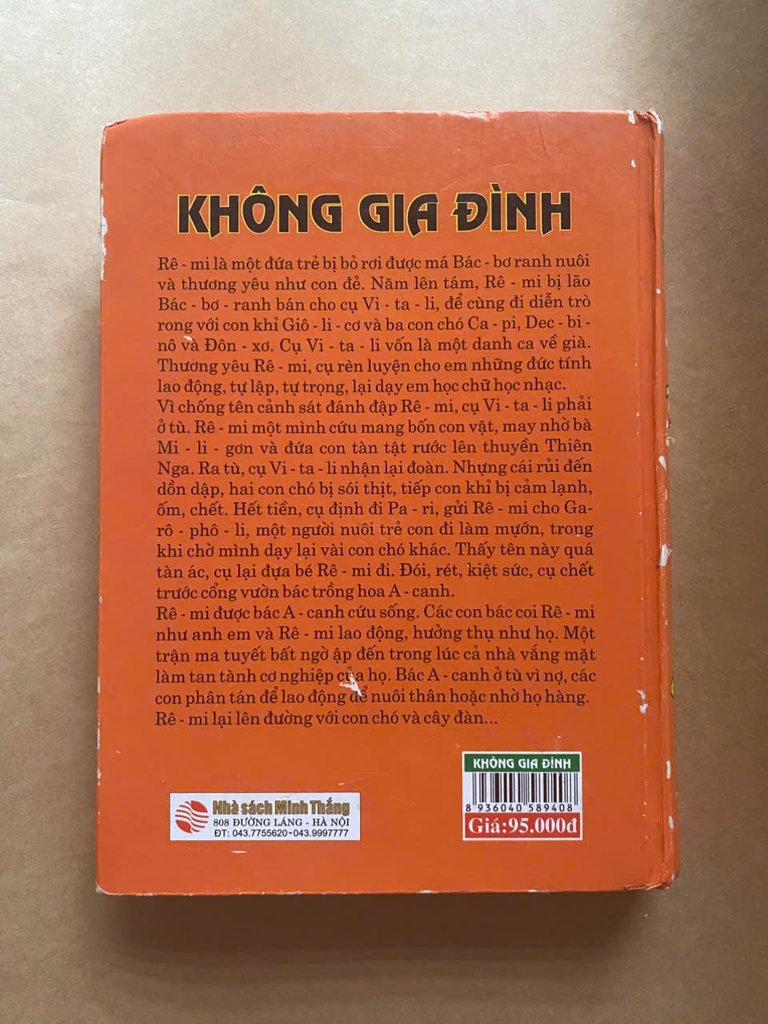 KHÔNG GIA ĐÌNH
Rê - mi là một đứa trẻ bị bỏ rơi được má Bác - bơ ranh nuôi
và thương yêu như con đẻ. Năm lên tám, Rê - mi bị lão
Bác - bơ - ranh bán cho cụ Vi - ta - li, để cùng đi diễn trò
rong với con khỉ Giô - li - cơ và ba con chó Ca - pi, Dec - bi -
nô và Đôn - xơ. Cụ Vi - ta - li vốn là một danh ca về già.
Thương yêu Rê - mi, cụ rèn luyện cho em những đức tính
lao động, tự lập, tự trọng, lại dạy em học chữ học nhạc.
Vì chống tên cảnh sát đánh đập Rê - mi, cụ Vi - ta - li phải
ở tù. Rê - mi một mình cứu mang bốn con vật, may nhờ bà
Mi - li - gơn và đứa con tàn tật rước lên thuyền Thiên
Nga. Ra tù, cụ Vi - ta - li nhận lại đoàn. Nhưng cái rủi đến
dồn dập, hai con chó bị sói thịt, tiếp con khỉ bị cảm lạnh,
ốm, chết. Hết tiền, cụ định đi Pa - ri, gửi Rê - mi cho Ga-
rô - phô - li, một người nuôi trẻ con đi làm mướn, trong
khi chờ mình dạy lại vài con chó khác. Thấy tên này quá
tàn ác, cụ lại đựa bé Rê - mi đi. Đói, rét, kiệt sức, cụ chết
trước cổng vườn bác trồng hoa A - canh.
Rê - mi được bác A - canh cứu sống. Các con bác coi Rê - mi
như anh em và Rê - mi lao động, hưởng thụ như họ. Một
trận ma tuyết bất ngờ ập đến trong lúc cả nhà vắng mặt
làm tan tành cơ nghiệp của họ. Bác A - canh ở tù vì nợ, các
con phân tán để lao động để nuôi thân hoặc nhờ họ hàng.
Rê - mi lại lên đường với con chó và cây đàn...
KHÔNG GIA ĐÌNH
8 936040 589408
Giá:95.000đ
Nhà sách Minh Thắng
808 ĐƯỜNG LÁNG - HÀ NỘI
ĐT: 043.7755620-043.9997777